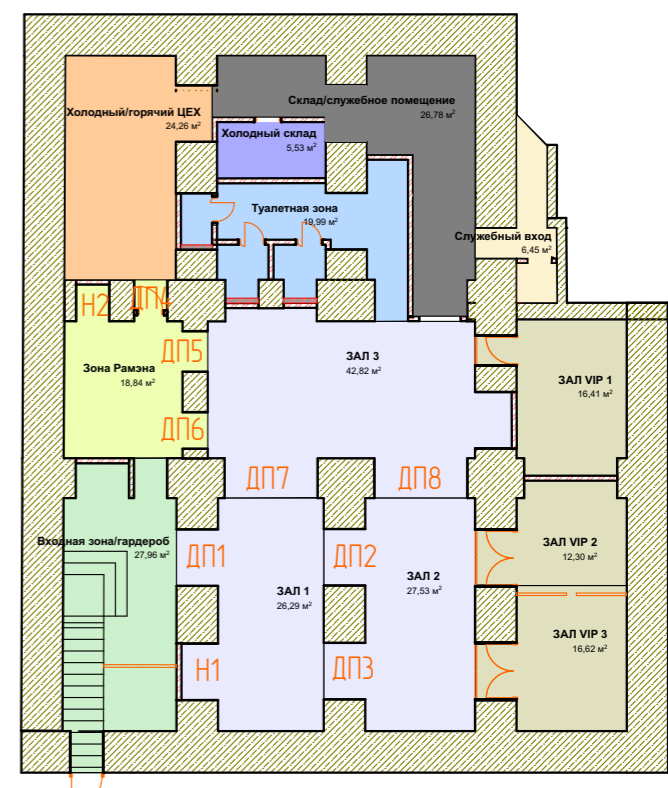 Холодный/горячий ЦЕХ
24,26 м²
Склад/служебное помещение
26,78 м²
Холодный склад
5,53 м²
Туалетная зона
19,99 м²
Служебный вход
6,45 м²
Н2
ДП4
ДП5
Зона Рамэна
18,84 м²
ЗАЛ 3
42,82 м²
ЗАЛ VIP 1
16,41 м²
ДП6
ДП7
ДП8
Входная зона/гардероб
27,96 м²
ДП1
ДП2
ЗАЛ VIP 2
12,30 м²
ЗАЛ 1
26,29 м²
ЗАЛ 2
27,53 м²
ЗАЛ VIP 3
16,62 м²
Н1
ДП3